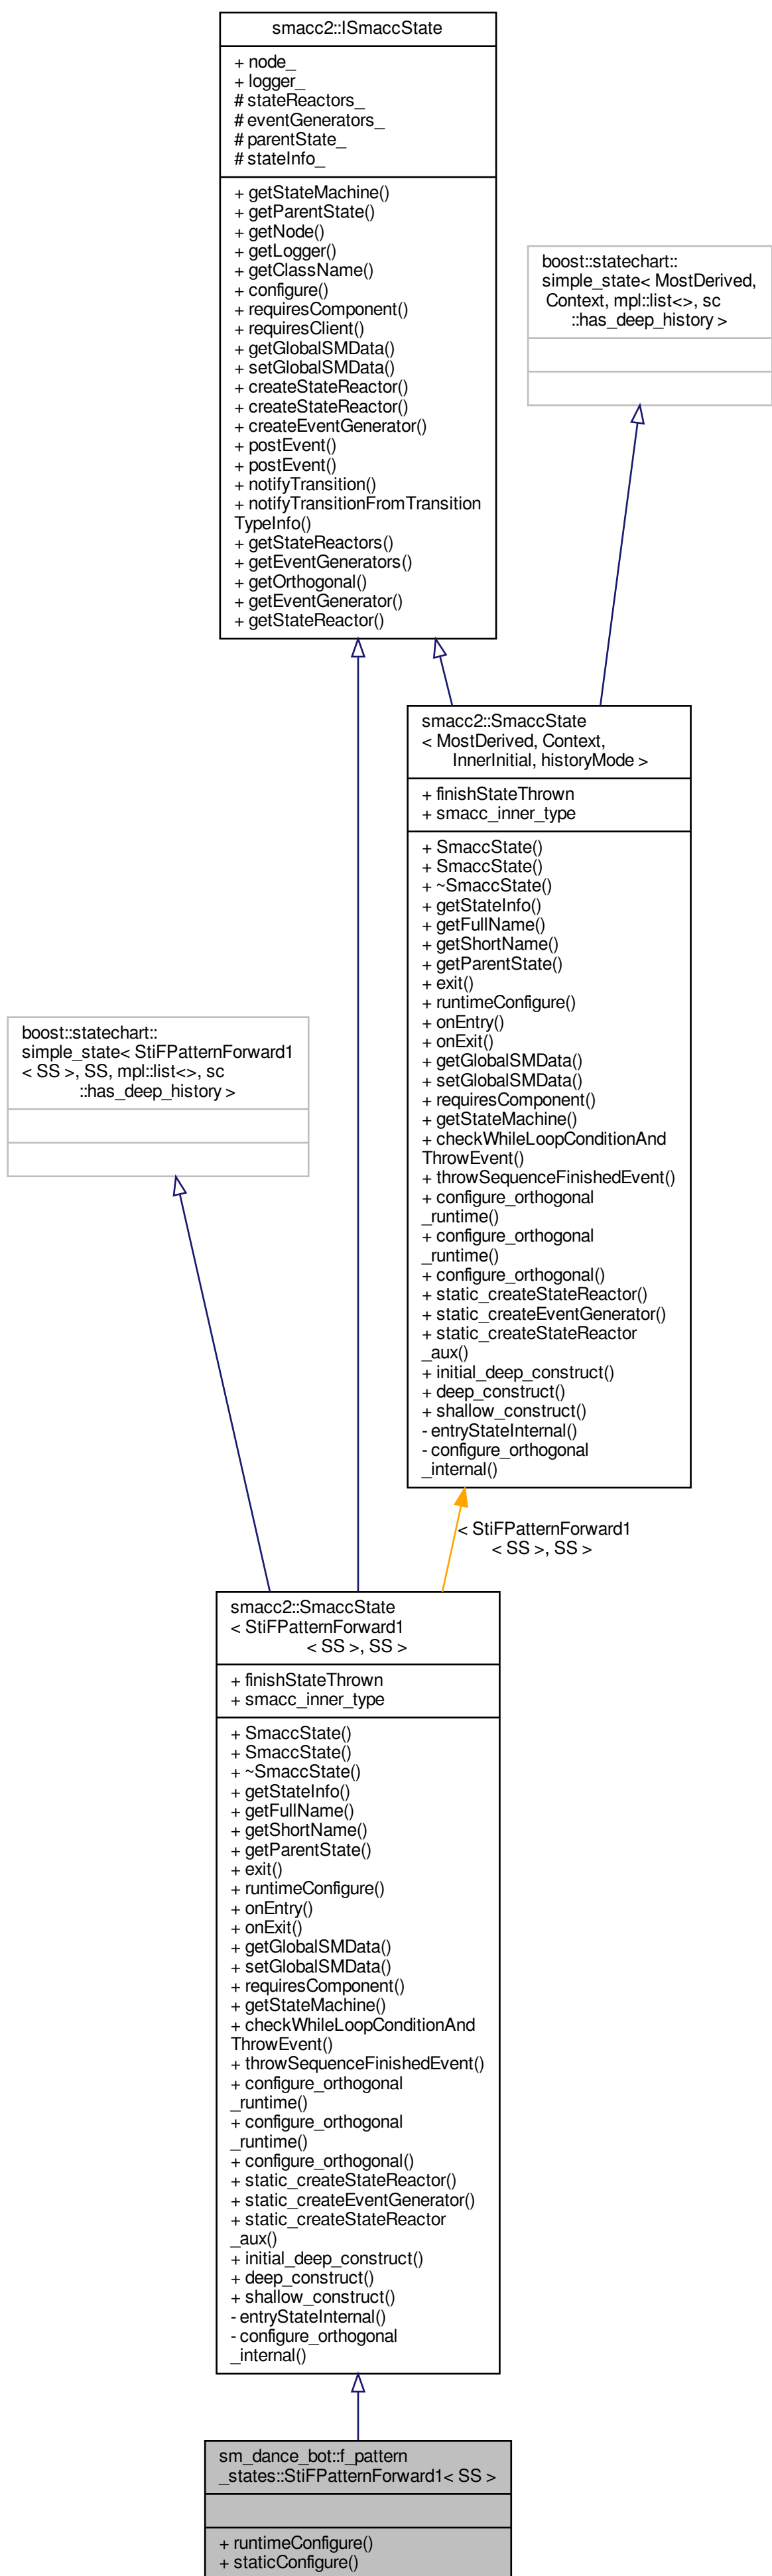 smacc2::ISmaccState
+ node_
+ logger_
# stateReactors_
# eventGenerators_
# parentState_
# stateInfo_
+ getStateMachine()
+ getParentState()
+ getNode()
+ getLogger()
+ getClassName()
+ configure()
+ requiresComponent()
+ requiresClient()
+ getGlobalSMData()
+ setGlobalSMData()
+ createStateReactor()
+ createStateReactor()
+ createEventGenerator()
+ postEvent()
+ postEvent()
+ notifyTransition()
+ notifyTransitionFromTransition
TypeInfo()
+ getStateReactors()
+ getEventGenerators()
+ getOrthogonal()
+ getEventGenerator()
+ getStateReactor()
boost::statechart::
simple_state< MostDerived,
Context, mpl::list<>, sc
::has_deep_history >
smacc2::SmaccState
< MostDerived, Context,
InnerInitial, historyMode >
+ finishStateThrown
+ smacc_inner_type
+ SmaccState()
+ SmaccState()
+ ~SmaccState()
+ getStateInfo()
+ getFullName()
+ getShortName()
+ getParentState()
+ exit()
+ runtimeConfigure()
+ onEntry()
+ onExit()
+ getGlobalSMData()
+ setGlobalSMData()
+ requiresComponent()
+ getStateMachine()
+ checkWhileLoopConditionAnd
ThrowEvent()
+ throwSequenceFinishedEvent()
+ configure_orthogonal
_runtime()
+ configure_orthogonal
_runtime()
+ configure_orthogonal()
+ static_createStateReactor()
+ static_createEventGenerator()
+ static_createStateReactor
_aux()
+ initial_deep_construct()
+ deep_construct()
+ shallow_construct()
- entryStateInternal()
- configure_orthogonal
_internal()
boost::statechart::
simple_state< StiFPatternForward1
< SS >, SS, mpl::list<>, sc
::has_deep_history >
< StiFPatternForward1
< SS >, SS >
smacc2::SmaccState
< StiFPatternForward1
< SS >, SS >
+ finishStateThrown
+ smacc_inner_type
+ SmaccState()
+ SmaccState()
+ ~SmaccState()
+ getStateInfo()
+ getFullName()
+ getShortName()
+ getParentState()
+ exit()
+ runtimeConfigure()
+ onEntry()
+ onExit()
+ getGlobalSMData()
+ setGlobalSMData()
+ requiresComponent()
+ getStateMachine()
+ checkWhileLoopConditionAnd
ThrowEvent()
+ throwSequenceFinishedEvent()
+ configure_orthogonal
_runtime()
+ configure_orthogonal
_runtime()
+ configure_orthogonal()
+ static_createStateReactor()
+ static_createEventGenerator()
+ static_createStateReactor
_aux()
+ initial_deep_construct()
+ deep_construct()
+ shallow_construct()
- entryStateInternal()
- configure_orthogonal
_internal()
sm_dance_bot::f_pattern
_states::StiFPatternForward1< SS >
+ runtimeConfigure()
+ staticConfigure()